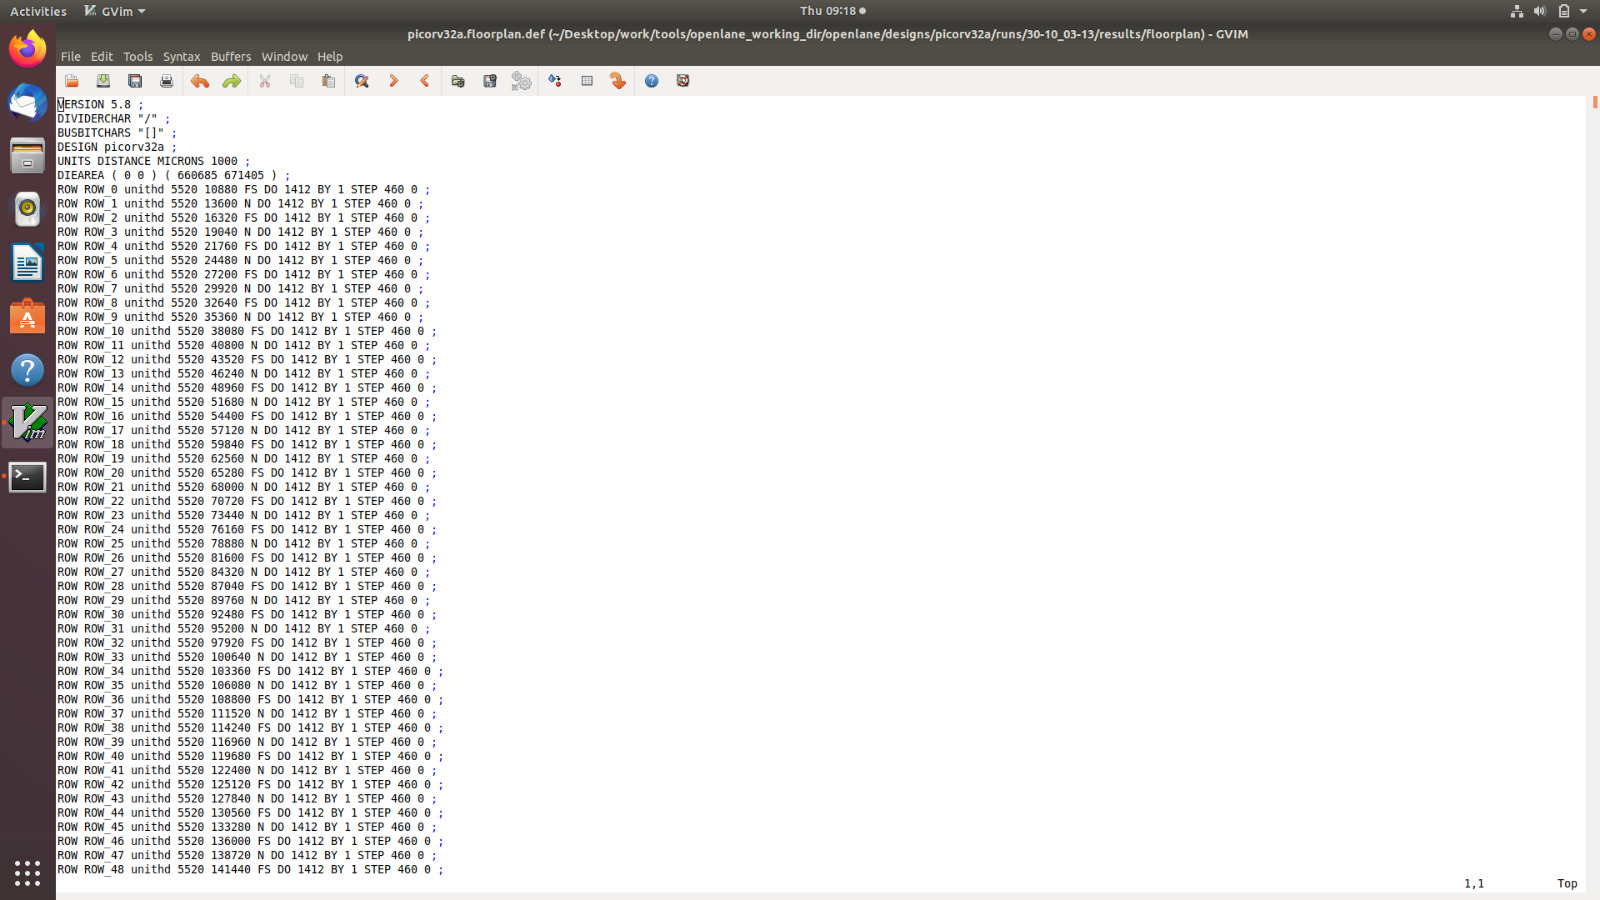 Activities GVim Thu 09:18
picorv32a.floorplan.def (~/Desktop/work/tools/openlane_working_dir/openlane/designs/picorv32a/runs/30-10_03-13/results/floorplan) - GVIM
File Edit Tools Syntax Buffers Window Help
VERSION 5.8 ;
DIVIDERCHAR "/" ;
BUSBITCHARS "[]" ;
DESIGN picorv32a ;
UNITS DISTANCE MICRONS 1000 ;
DIEAREA ( 0 0 ) ( 660685 671405 ) ;
ROW ROW_0 unithd 5520 10880 FS DO 1412 BY 1 STEP 460 0 ;
ROW ROW_1 unithd 5520 13600 N DO 1412 BY 1 STEP 460 0 ;
ROW ROW_2 unithd 5520 16320 FS DO 1412 BY 1 STEP 460 0 ;
ROW ROW_3 unithd 5520 19040 N DO 1412 BY 1 STEP 460 0 ;
ROW ROW_4 unithd 5520 21760 FS DO 1412 BY 1 STEP 460 0 ;
ROW ROW_5 unithd 5520 24480 N DO 1412 BY 1 STEP 460 0 ;
ROW ROW_6 unithd 5520 27200 FS DO 1412 BY 1 STEP 460 0 ;
ROW ROW_7 unithd 5520 29920 N DO 1412 BY 1 STEP 460 0 ;
ROW ROW_8 unithd 5520 32640 FS DO 1412 BY 1 STEP 460 0 ;
ROW ROW_9 unithd 5520 35360 N DO 1412 BY 1 STEP 460 0 ;
ROW ROW_10 unithd 5520 38080 FS DO 1412 BY 1 STEP 460 0 ;
ROW ROW_11 unithd 5520 40800 N DO 1412 BY 1 STEP 460 0 ;
ROW ROW_12 unithd 5520 43520 FS DO 1412 BY 1 STEP 460 0 ;
ROW ROW_13 unithd 5520 46240 N DO 1412 BY 1 STEP 460 0 ;
ROW ROW_14 unithd 5520 48960 FS DO 1412 BY 1 STEP 460 0 ;
ROW ROW_15 unithd 5520 51680 N DO 1412 BY 1 STEP 460 0 ;
ROW ROW_16 unithd 5520 54400 FS DO 1412 BY 1 STEP 460 0 ;
ROW ROW_17 unithd 5520 57120 N DO 1412 BY 1 STEP 460 0 ;
ROW ROW_18 unithd 5520 59840 FS DO 1412 BY 1 STEP 460 0 ;
ROW ROW_19 unithd 5520 62560 N DO 1412 BY 1 STEP 460 0 ;
ROW ROW_20 unithd 5520 65280 FS DO 1412 BY 1 STEP 460 0 ;
ROW ROW_21 unithd 5520 68000 N DO 1412 BY 1 STEP 460 0 ;
ROW ROW_22 unithd 5520 70720 FS DO 1412 BY 1 STEP 460 0 ;
ROW ROW_23 unithd 5520 73440 N DO 1412 BY 1 STEP 460 0 ;
ROW ROW_24 unithd 5520 76160 FS DO 1412 BY 1 STEP 460 0 ;
ROW ROW_25 unithd 5520 78880 N DO 1412 BY 1 STEP 460 0 ;
ROW ROW_26 unithd 5520 81600 FS DO 1412 BY 1 STEP 460 0 ;
ROW ROW_27 unithd 5520 84320 N DO 1412 BY 1 STEP 460 0 ;
ROW ROW_28 unithd 5520 87040 FS DO 1412 BY 1 STEP 460 0 ;
ROW ROW_29 unithd 5520 89760 N DO 1412 BY 1 STEP 460 0 ;
ROW ROW_30 unithd 5520 92480 FS DO 1412 BY 1 STEP 460 0 ;
ROW ROW_31 unithd 5520 95200 N DO 1412 BY 1 STEP 460 0 ;
ROW ROW_32 unithd 5520 97920 FS DO 1412 BY 1 STEP 460 0 ;
ROW ROW_33 unithd 5520 100640 N DO 1412 BY 1 STEP 460 0 ;
ROW ROW_34 unithd 5520 103360 FS DO 1412 BY 1 STEP 460 0 ;
ROW ROW_35 unithd 5520 106080 N DO 1412 BY 1 STEP 460 0 ;
ROW ROW_36 unithd 5520 108800 FS DO 1412 BY 1 STEP 460 0 ;
ROW ROW_37 unithd 5520 111520 N DO 1412 BY 1 STEP 460 0 ;
ROW ROW_38 unithd 5520 114240 FS DO 1412 BY 1 STEP 460 0 ;
ROW ROW_39 unithd 5520 116960 N DO 1412 BY 1 STEP 460 0 ;
ROW ROW_40 unithd 5520 119680 FS DO 1412 BY 1 STEP 460 0 ;
ROW ROW_41 unithd 5520 122400 N DO 1412 BY 1 STEP 460 0 ;
ROW ROW_42 unithd 5520 125120 FS DO 1412 BY 1 STEP 460 0 ;
ROW ROW_43 unithd 5520 127840 N DO 1412 BY 1 STEP 460 0 ;
ROW ROW_44 unithd 5520 130560 FS DO 1412 BY 1 STEP 460 0 ;
ROW ROW_45 unithd 5520 133280 N DO 1412 BY 1 STEP 460 0 ;
ROW ROW_46 unithd 5520 136000 FS DO 1412 BY 1 STEP 460 0 ;
ROW ROW_47 unithd 5520 138720 N DO 1412 BY 1 STEP 460 0 ;
ROW ROW_48 unithd 5520 141440 FS DO 1412 BY 1 STEP 460 0 ;
1,1 Top